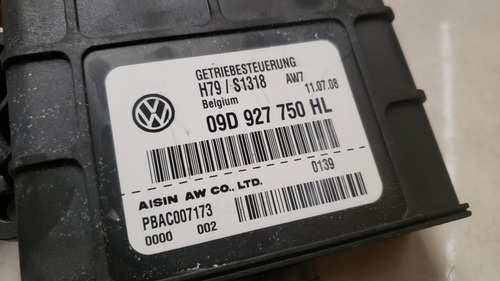 GETRIEBESTEUERUNG
H79 / S1318 AW7 11.07.08
Belgium
09D 927 750 HL
0139
AISIN AW CO., LTD.
PBAC007173
0000 002